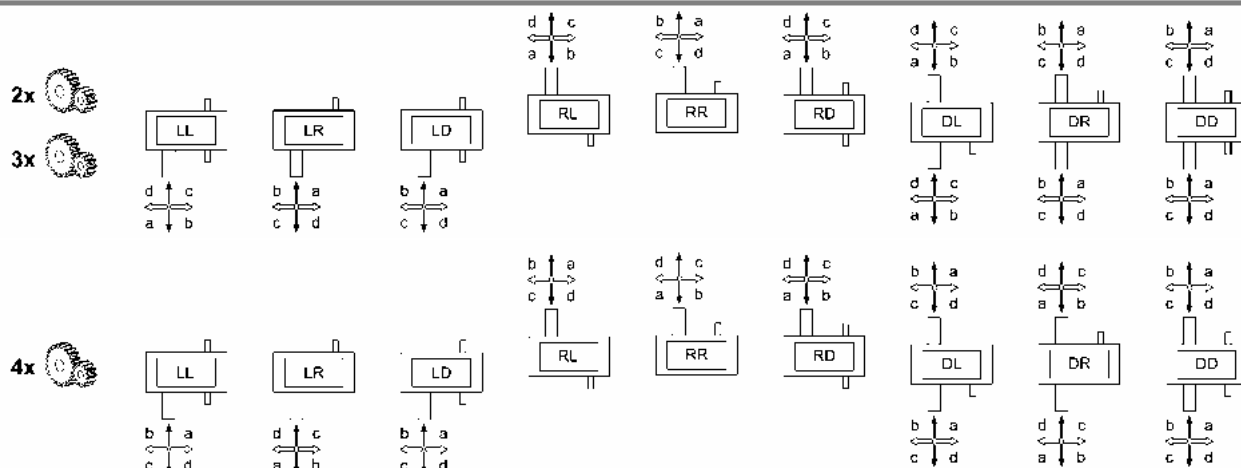 d c b a d c d c b a b a
a b c d a b a b c d c d
2x
RL RR RD DL DR DD
LL LR LD
3x
d c b a b a d c b a b a
a b c d c d a b c d c d
b a d c d c b a d c b a
c d a b a b c d a b c d
RL RR RD DL DR DD
4x LL LR LD
b a d c b a b a d c b a
c d a b c d c d a b c d